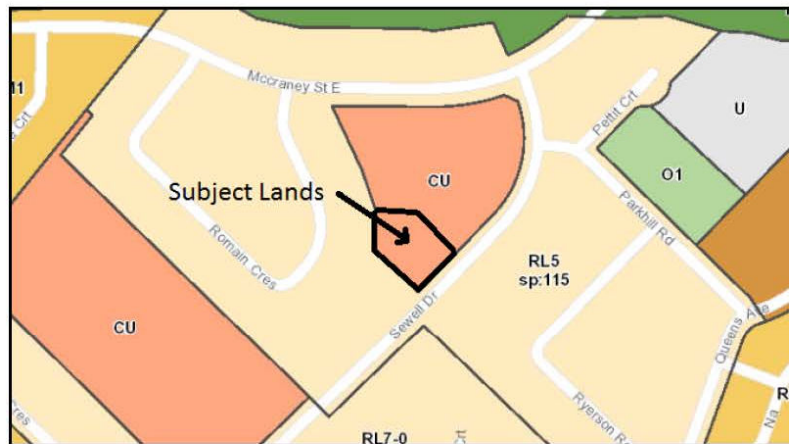 Mccraney St E
Pettit Crt
U
CU
O1
Subject Lands
Parkhill Rd
Romain Cres
RL5
sp:115
CU
Sewell Dr
Queens Ave
Ryerson
RL7-0
Crt
Na
R